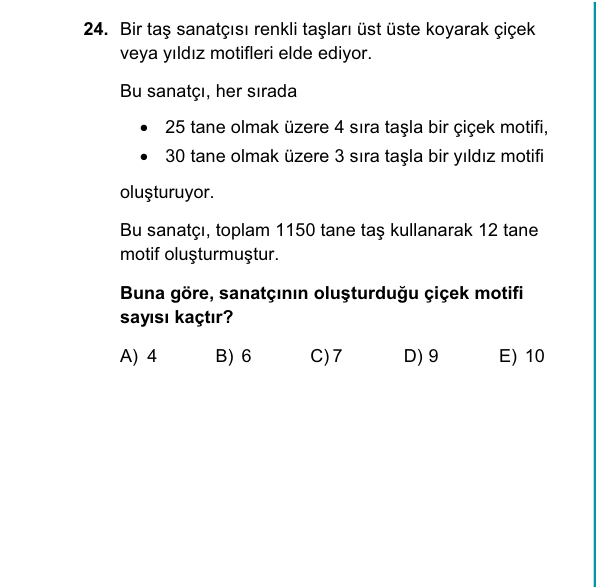 24. Bir taş sanatçısı renkli taşları üst üste koyarak çiçek
veya yıldız motifleri elde ediyor.
Bu sanatçı, her sırada
• 25 tane olmak üzere 4 sıra taşla bir çiçek motifi,
• 30 tane olmak üzere 3 sıra taşla bir yıldız motifi
oluşturuyor.
Bu sanatçı, toplam 1150 tane taş kullanarak 12 tane
motif oluşturmuştur.
Buna göre, sanatçının oluşturduğu çiçek motifi
sayısı kaçtır?
A) 4 B) 6 C) 7 D) 9 E) 10